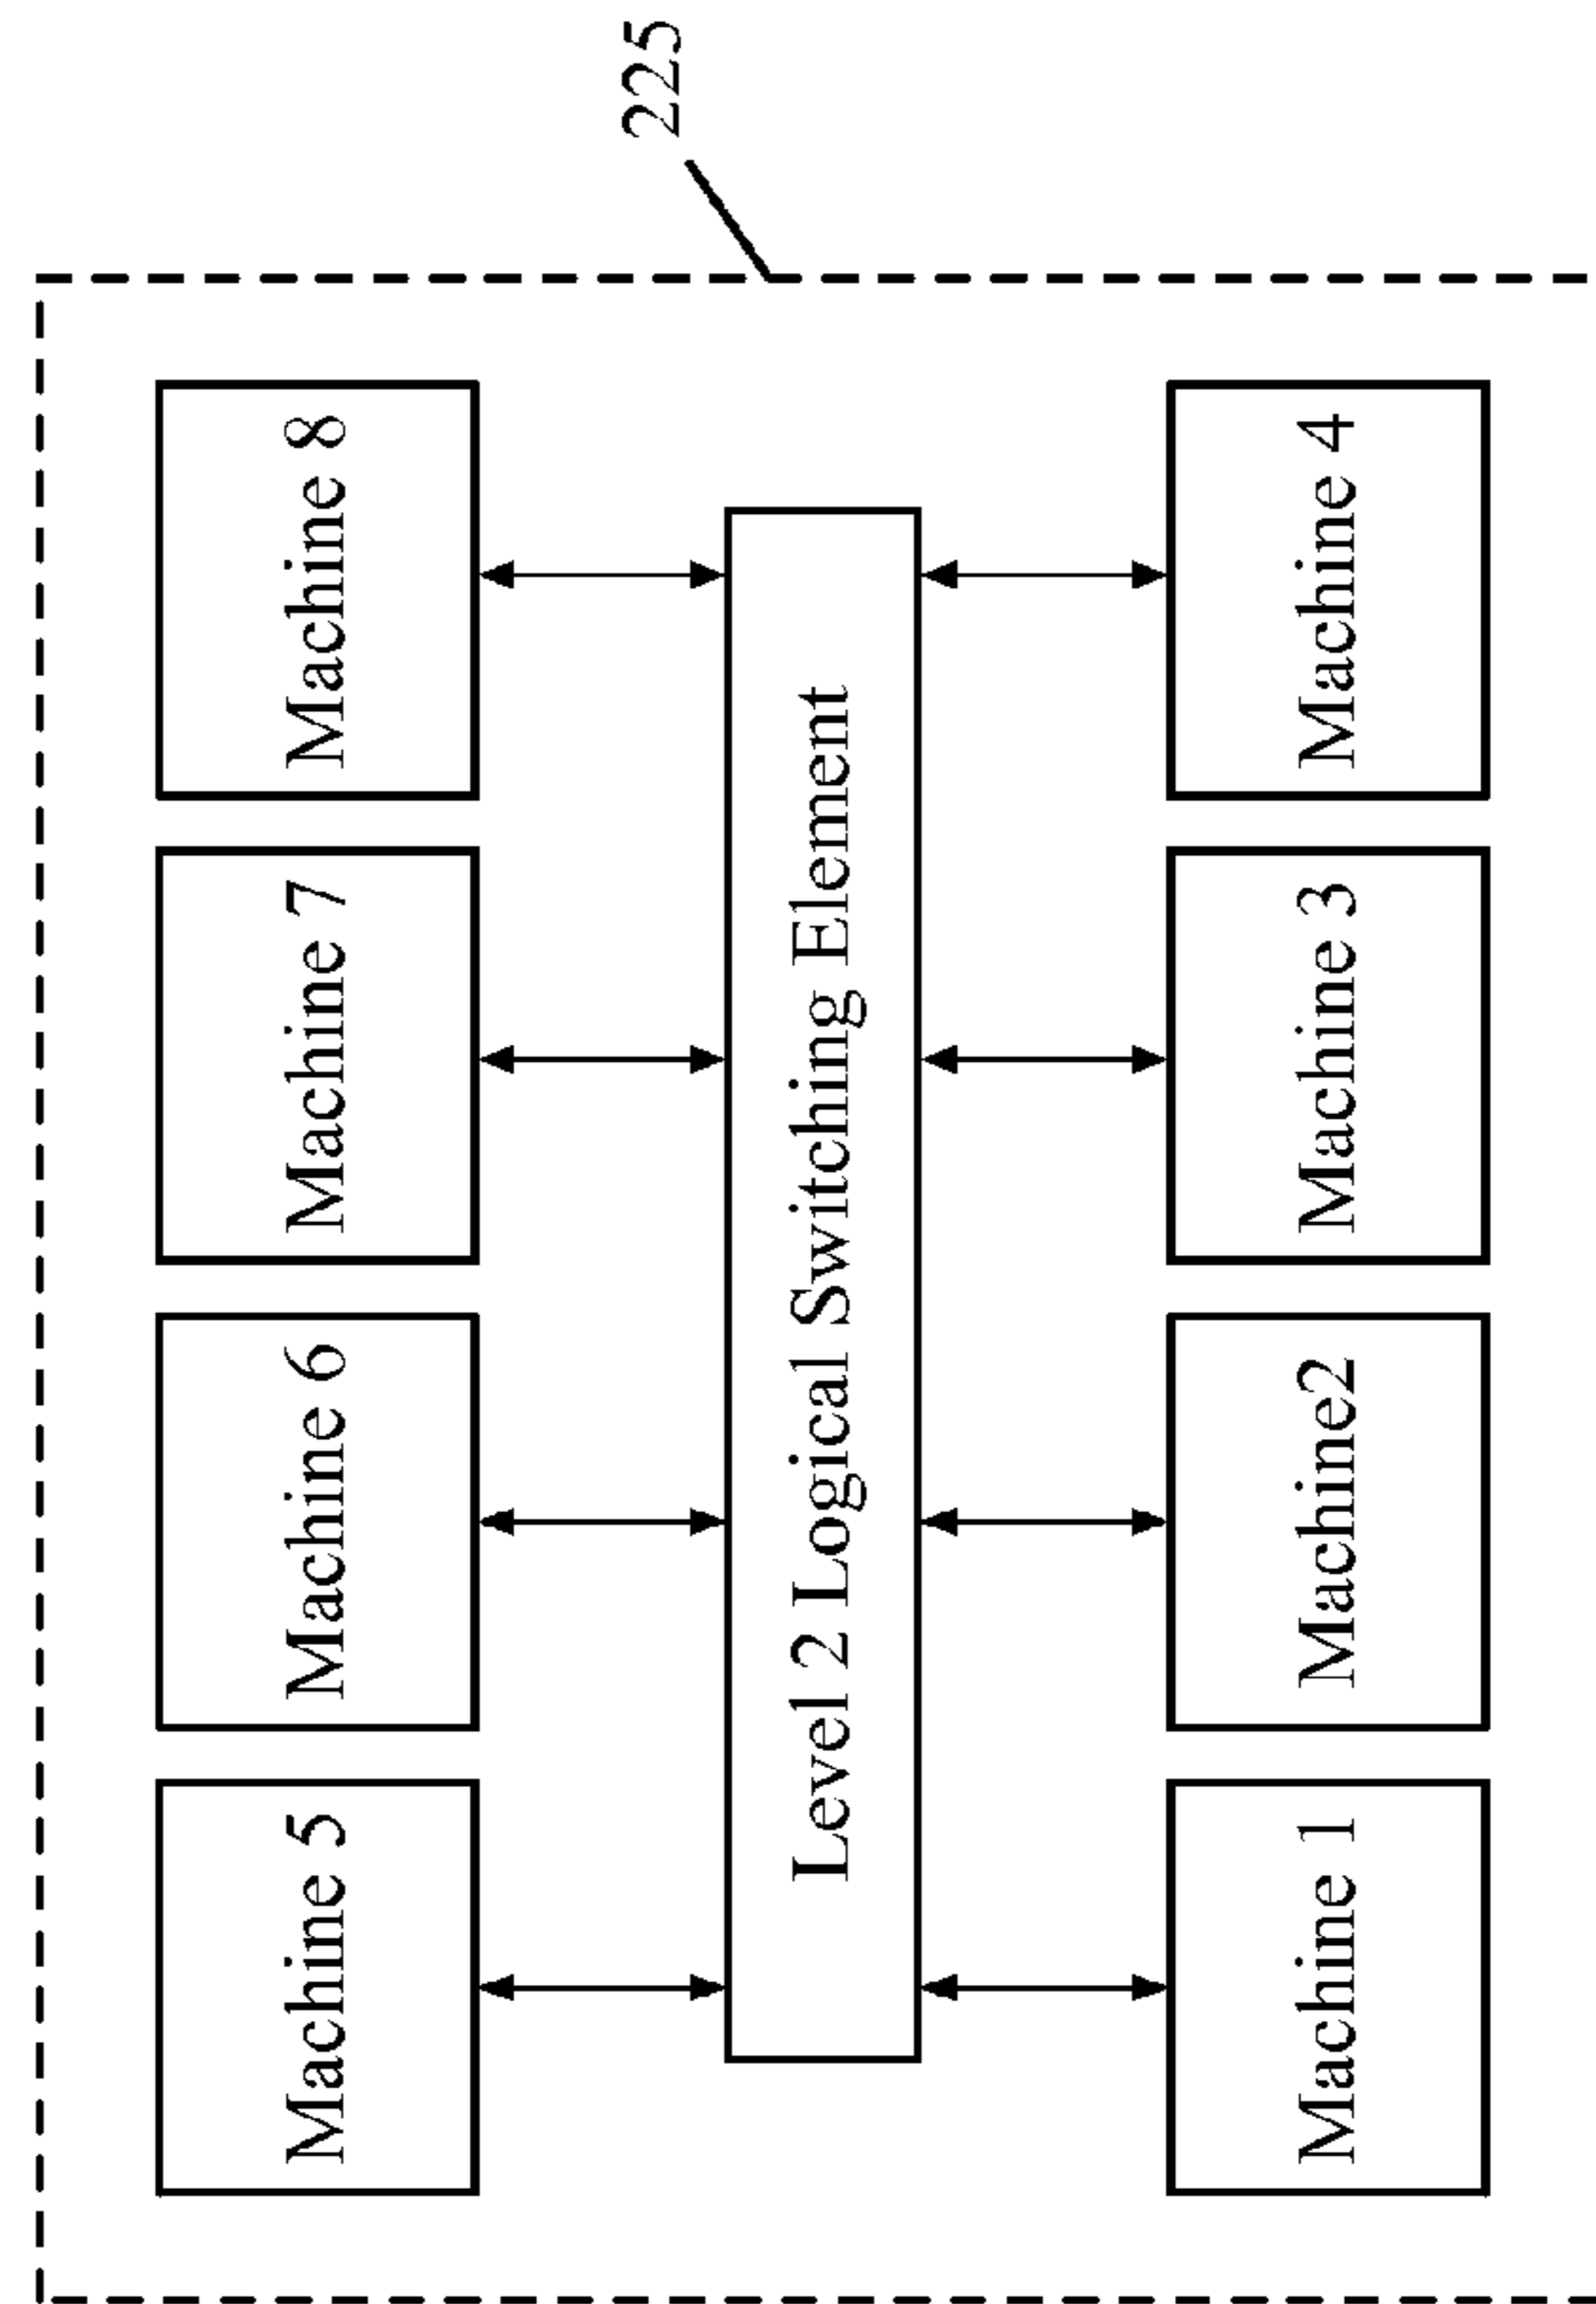 225
Machine 5
Machine 6
Machine 7
Machine 8
Level 2 Logical Switching Element
Machine 1
Machine2
Machine 3
Machine 4